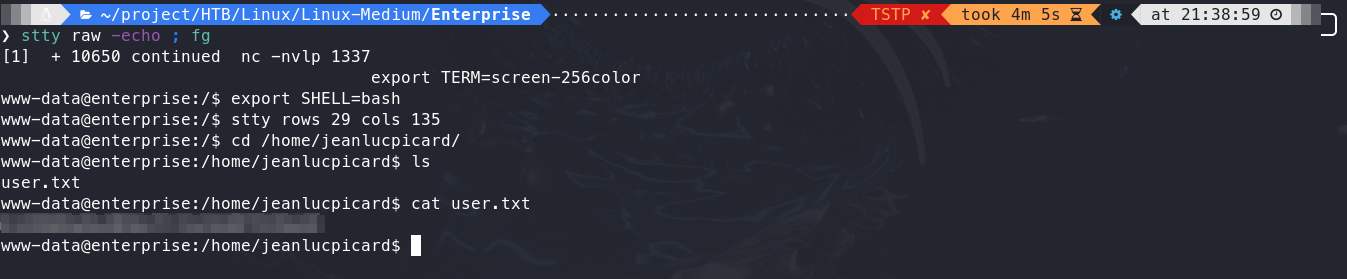 ~/project/HTB/Linux/Linux-Medium/Enterprise TSTP ✘ took 4m 5s at 21:38:59
❯ stty raw -echo ; fg
[1]  + 10650 continued  nc -nvlp 1337
export TERM=screen-256color
www-data@enterprise:/$ export SHELL=bash
www-data@enterprise:/$ stty rows 29 cols 135
www-data@enterprise:/$ cd /home/jeanlucpicard/
www-data@enterprise:/home/jeanlucpicard$ ls
user.txt
www-data@enterprise:/home/jeanlucpicard$ cat user.txt
www-data@enterprise:/home/jeanlucpicard$